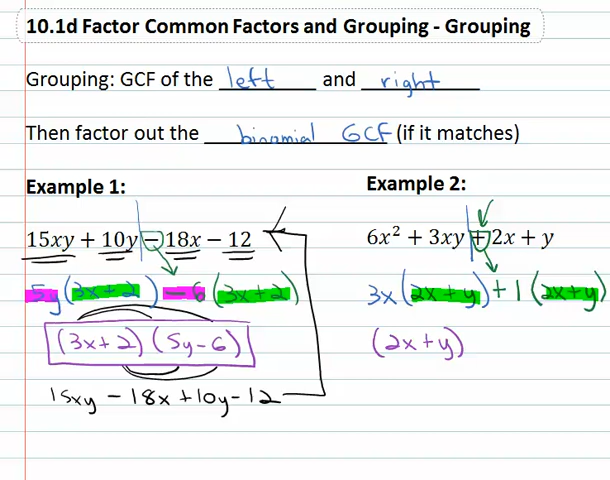 10.1d Factor Common Factors and Grouping - Grouping
Grouping: GCF of the left and right
Then factor out the binomial GCF (if it matches)
Example 1:
15xy + 10y − 18x − 12
5y(3x+2) −6(3x+2)
(3x+2)(5y−6)
15xy − 18x + 10y − 12
Example 2:
6x² + 3xy + 2x + y
3x(2x+y) + 1(2x+y)
(2x+y)